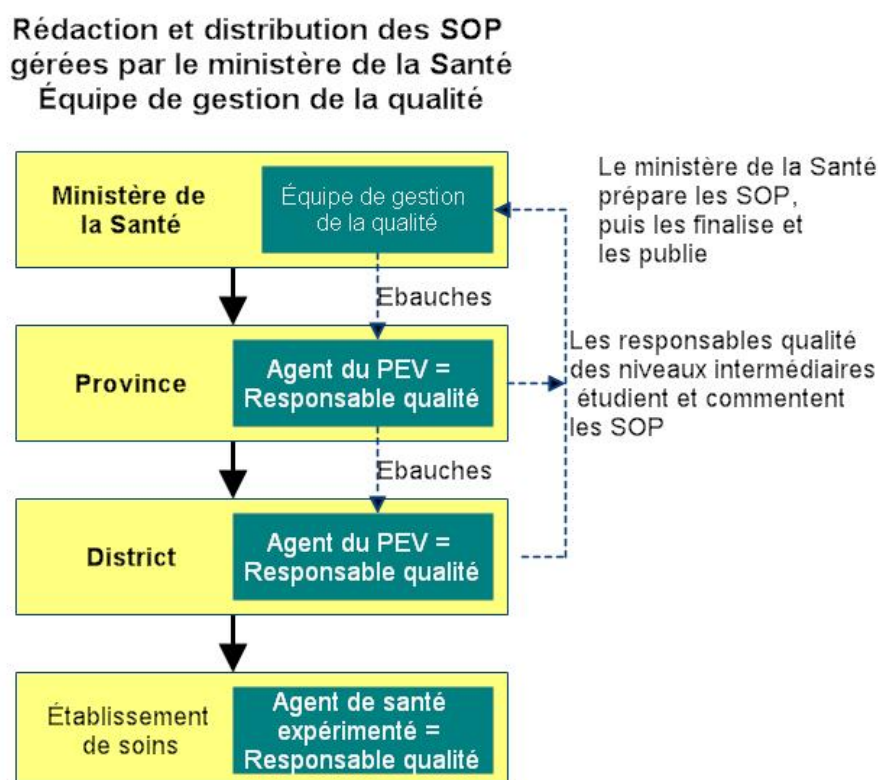 Rédaction et distribution des SOP
gérées par le ministère de la Santé
Équipe de gestion de la qualité
Ministère de
la Santé
Équipe de gestion
de la qualité
Le ministère de la Santé
prépare les SOP,
puis les finalise et
les publie
Ebauches
Province
Agent du PEV =
Responsable qualité
Les responsables qualité
des niveaux intermédiaires
étudient et commentent
les SOP
Ebauches
District
Agent du PEV =
Responsable qualité
Établissement
de soins
Agent de santé
expérimenté =
Responsable qualité